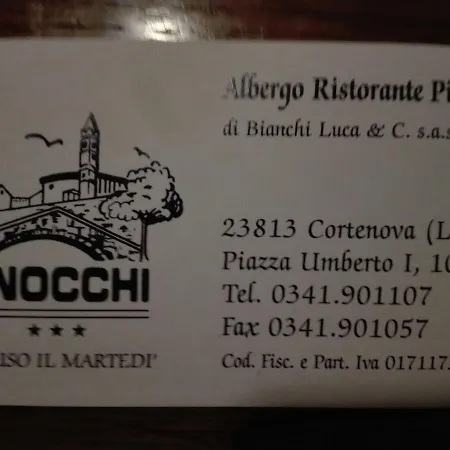 Albergo Ristorante Pi
di Bianchi Luca & C. s.a.s
23813 Cortenova (L
Piazza Umberto I, 10
Tel. 0341.901107
Fax 0341.901057
Cod. Fisc. e Part. Iva 017117
NOCCHI
ISO IL MARTEDI'